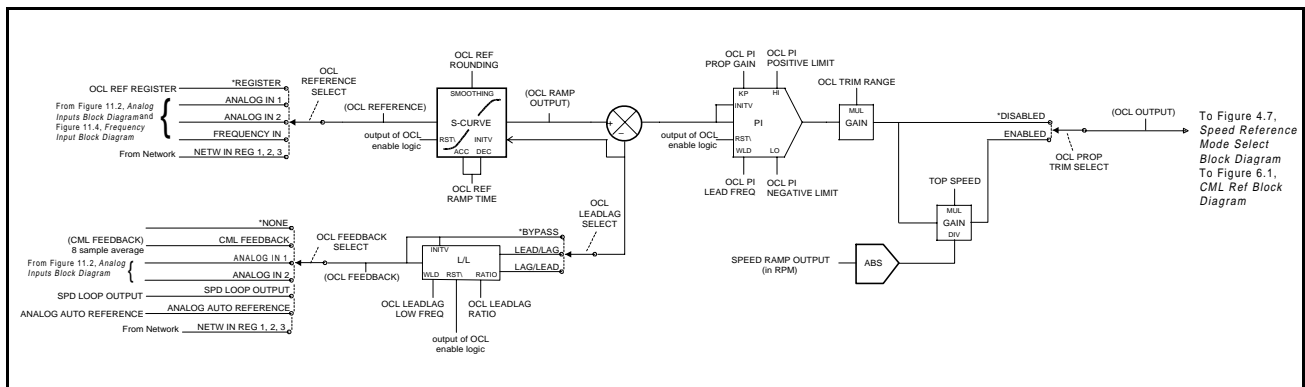 OCL REF REGISTER
*REGISTER
ANALOG IN 1
ANALOG IN 2
FREQUENCY IN
NETW IN REG 1, 2, 3
From Figure 11.2, Analog
Inputs Block Diagram and
Figure 11.4, Frequency
Input Block Diagram
From Network
OCL
REFERENCE
SELECT
(OCL REFERENCE)
OCL REF
ROUNDING
SMOOTHING
S-CURVE
RST\ INITV
ACC DEC
output of OCL
enable logic
OCL REF
RAMP TIME
(OCL RAMP
OUTPUT)
+
–
OCL PI
PROP GAIN
OCL PI
POSITIVE LIMIT
KP HI
INITV
PI
RST\
WLD LO
output of OCL
enable logic
OCL PI
LEAD FREQ
OCL PI
NEGATIVE LIMIT
OCL TRIM RANGE
MUL
GAIN
*DISABLED
ENABLED
OCL PROP
TRIM SELECT
(OCL OUTPUT)
To Figure 4.7,
Speed Reference
Mode Select
Block Diagram
To Figure 6.1,
CML Ref Block
Diagram
TOP SPEED
MUL
GAIN
DIV
SPEED RAMP OUTPUT
(in RPM)
ABS
*NONE
(CML FEEDBACK)
8 sample average
CML FEEDBACK
From Figure 11.2, Analog
Inputs Block Diagram
ANALOG IN 1
ANALOG IN 2
SPD LOOP OUTPUT
SPD LOOP OUTPUT
ANALOG AUTO REFERENCE
ANALOG AUTO REFERENCE
From Network
NETW IN REG 1, 2, 3
OCL FEEDBACK
SELECT
(OCL FEEDBACK)
INITV
L/L
WLD RST\ RATIO
OCL LEADLAG
LOW FREQ
OCL LEADLAG
RATIO
output of OCL
enable logic
*BYPASS
LEAD/LAG
LAG/LEAD
OCL
LEADLAG
SELECT